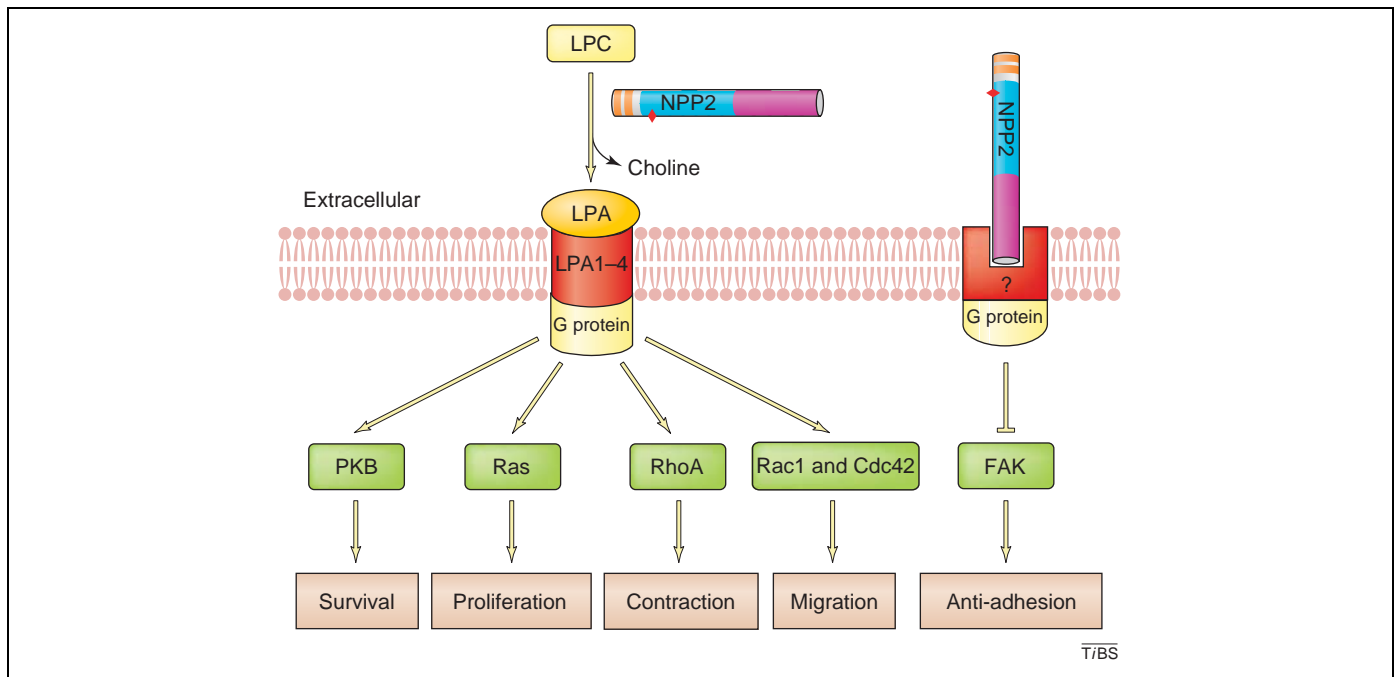 LPC
NPP2
NPP2
Choline
Extracellular
LPA
LPA1–4
?
G protein
G protein
PKB
Ras
RhoA
Rac1 and Cdc42
FAK
Survival
Proliferation
Contraction
Migration
Anti-adhesion
TiBS